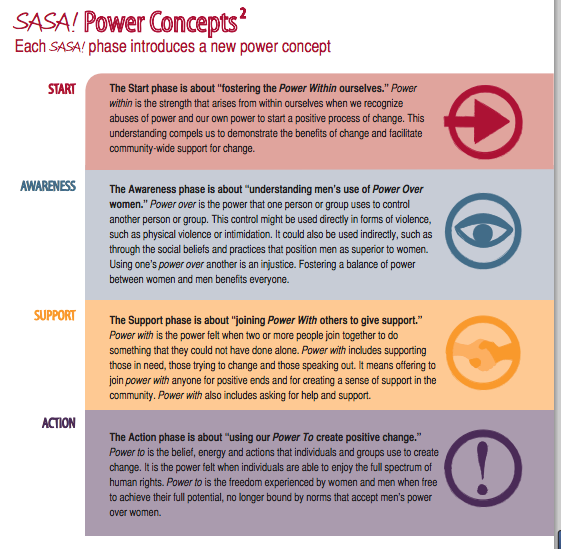 SASA! Power Concepts²
Each SASA! phase introduces a new power concept
START
The Start phase is about “fostering the Power Within ourselves.” Power
within is the strength that arises from within ourselves when we recognize
abuses of power and our own power to start a positive process of change. This
understanding compels us to demonstrate the benefits of change and facilitate
community-wide support for change.
AWARENESS
The Awareness phase is about “understanding men’s use of Power Over
women.” Power over is the power that one person or group uses to control
another person or group. This control might be used directly in forms of violence,
such as physical violence or intimidation. It could also be used indirectly, such as
through the social beliefs and practices that position men as superior to women.
Using one’s power over another is an injustice. Fostering a balance of power
between women and men benefits everyone.
SUPPORT
The Support phase is about “joining Power With others to give support.”
Power with is the power felt when two or more people join together to do
something that they could not have done alone. Power with includes supporting
those in need, those trying to change and those speaking out. It means offering to
join power with anyone for positive ends and for creating a sense of support in the
community. Power with also includes asking for help and support.
ACTION
The Action phase is about “using our Power To create positive change.”
Power to is the belief, energy and actions that individuals and groups use to create
change. It is the power felt when individuals are able to enjoy the full spectrum of
human rights. Power to is the freedom experienced by women and men when free
to achieve their full potential, no longer bound by norms that accept men’s power
over women.